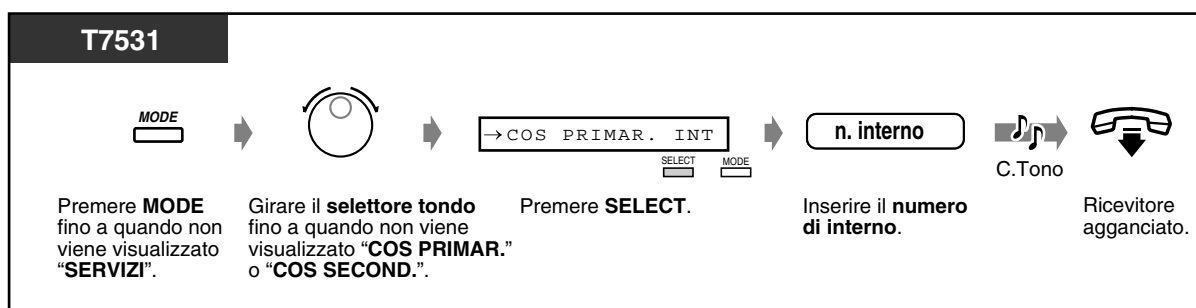 T7531
MODE
→COS PRIMAR. INT
SELECT
MODE
n. interno
C.Tono
Premere MODE
fino a quando non
viene visualizzato
“SERVIZI”.
Girare il selettore tondo
fino a quando non viene
visualizzato “COS PRIMAR.”
o “COS SECOND.”.
Premere SELECT.
Inserire il numero
di interno.
Ricevitore
agganciato.